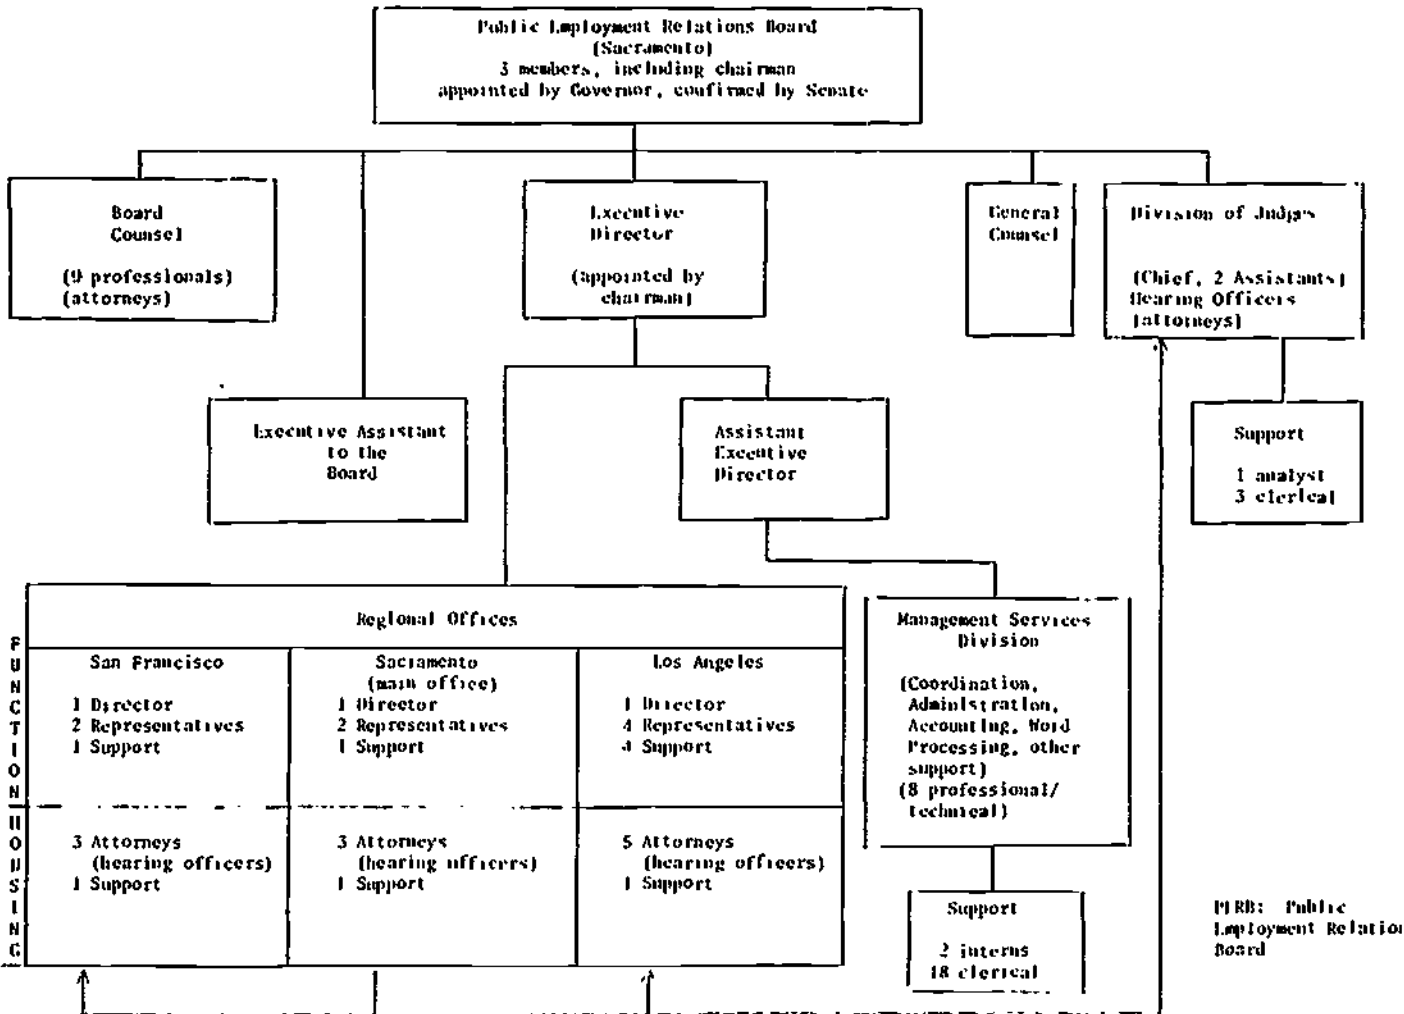 Public Employment Relations Board
(Sacramento)
3 members, including chairman
appointed by Governor, confirmed by Senate
Board
Counsel
(9 professionals)
(attorneys)
Executive
Director
(appointed by
chairman)
General
Counsel
Division of Judges
(Chief, 2 Assistants)
Hearing Officers
(attorneys)
Executive Assistant
to the
Board
Assistant
Executive
Director
Support
1 analyst
3 clerical
Regional Offices
FUNCTION
San Francisco
1 Director
2 Representatives
1 Support
Sacramento
(main office)
1 Director
2 Representatives
1 Support
Los Angeles
1 Director
4 Representatives
4 Support
HOUSING
3 Attorneys
(hearing officers)
1 Support
3 Attorneys
(hearing officers)
1 Support
5 Attorneys
(hearing officers)
1 Support
Management Services
Division
(Coordination,
Administration,
Accounting, Word
Processing, other
support)
(8 professional/
technical)
Support
2 interns
18 clerical
PERB: Public
Employment Relation
Board